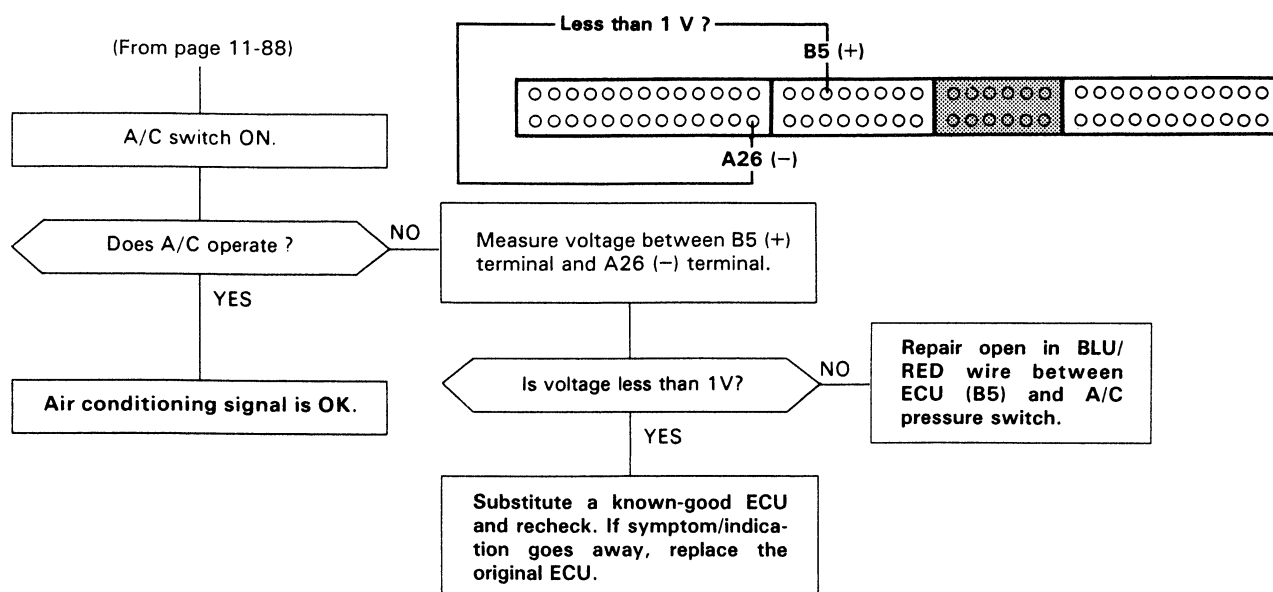 Less than 1 V ?
(From page 11-88)
B5 (+)
A/C switch ON.
A26 (−)
Does A/C operate ?
NO
Measure voltage between B5 (+)
terminal and A26 (−) terminal.
YES
Is voltage less than 1V?
NO
Repair open in BLU/
RED wire between
ECU (B5) and A/C
pressure switch.
Air conditioning signal is OK.
YES
Substitute a known-good ECU
and recheck. If symptom/indica-
tion goes away, replace the
original ECU.